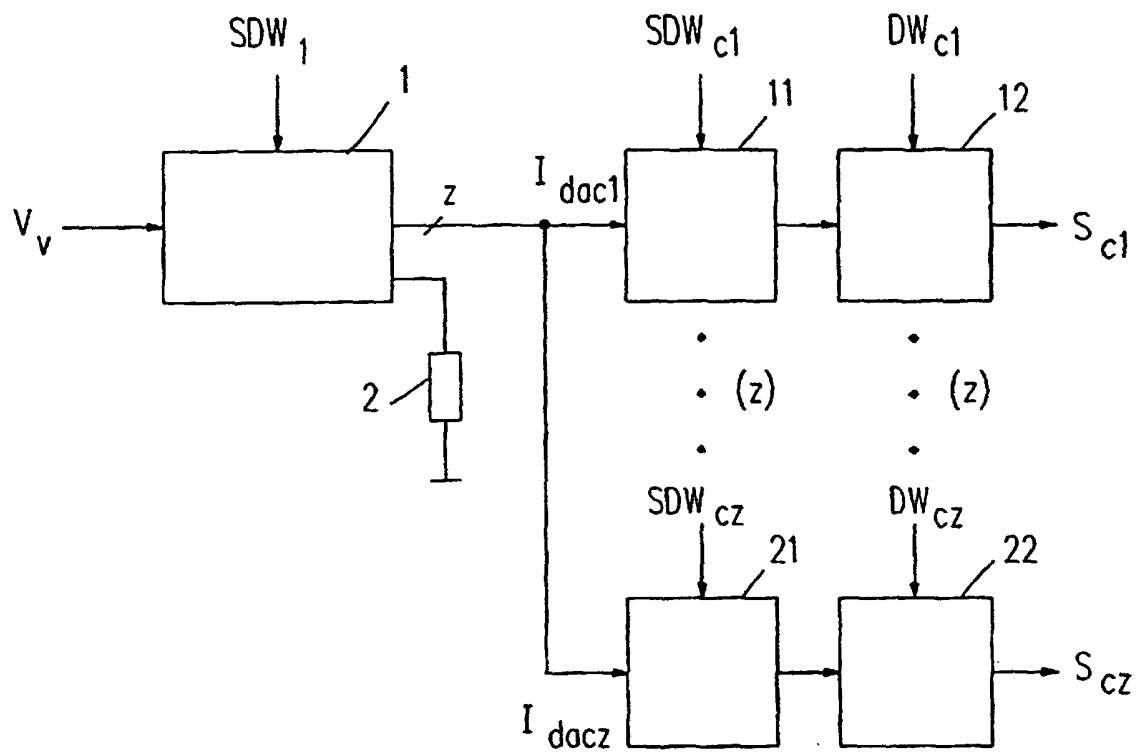 SDW1
SDWc1
DWc1
1
11
12
Vv
z
Idac1
Sc1
2
(z)
(z)
SDWcz
DWcz
21
22
Idacz
Scz